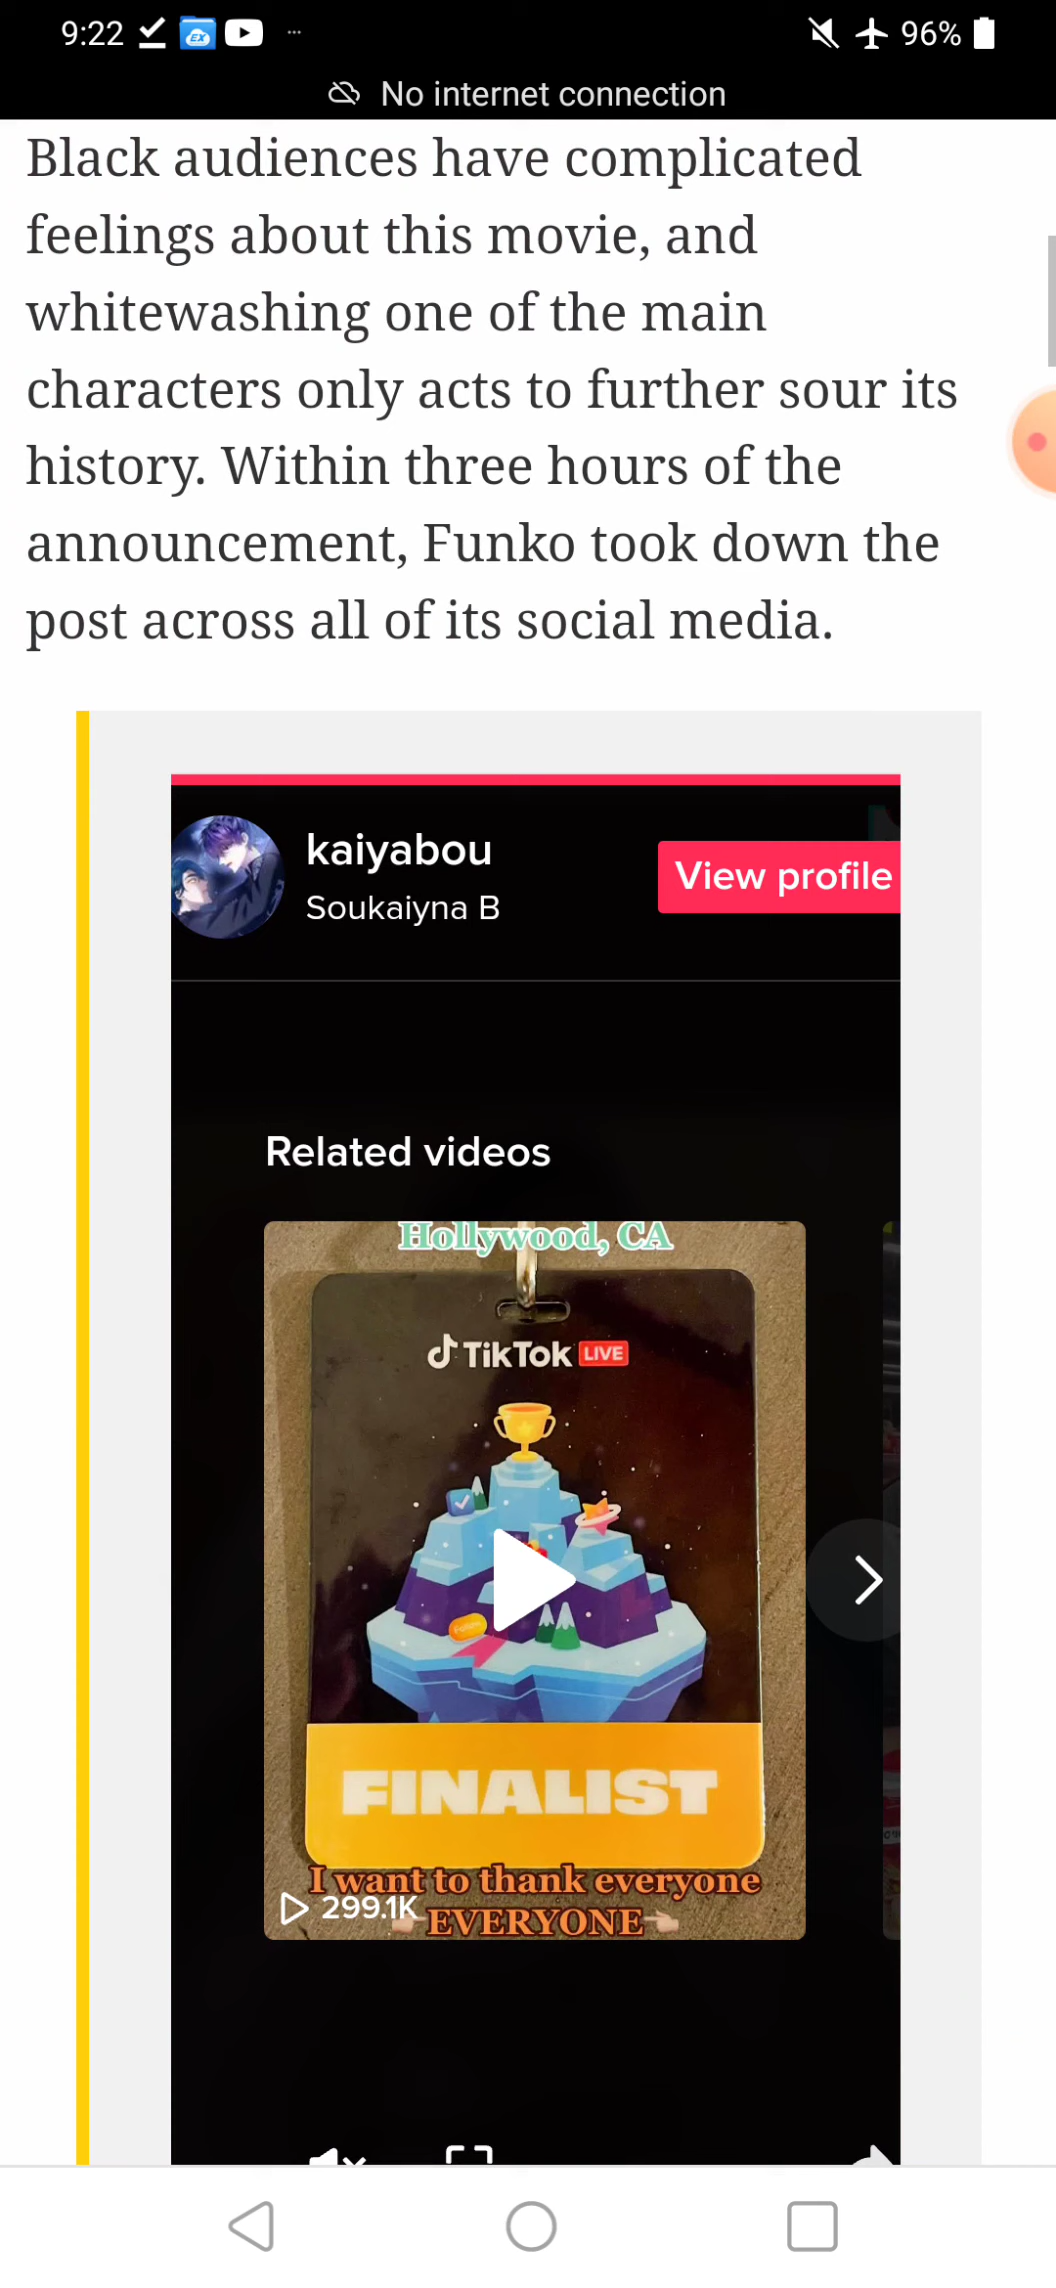 9:22
96%
No internet connection
Black audiences have complicated
feelings about this movie, and
whitewashing one of the main
characters only acts to further sour its
history. Within three hours of the
announcement, Funko took down the
post across all of its social media.
kaiyabou
Soukaiyna B
View profile
Related videos
Hollywood, CA
TikTok LIVE
FINALIST
I want to thank everyone
299.1K
EVERYONE